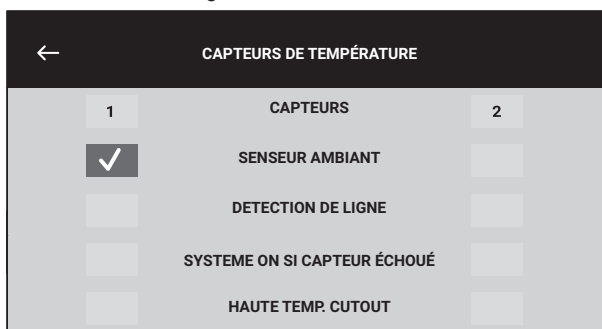 CAPTEURS DE TEMPÉRATURE
1 CAPTEURS 2
SENSEUR AMBIANT
DETECTION DE LIGNE
SYSTEME ON SI CAPTEUR ÉCHOUÉ
HAUTE TEMP. CUTOUT